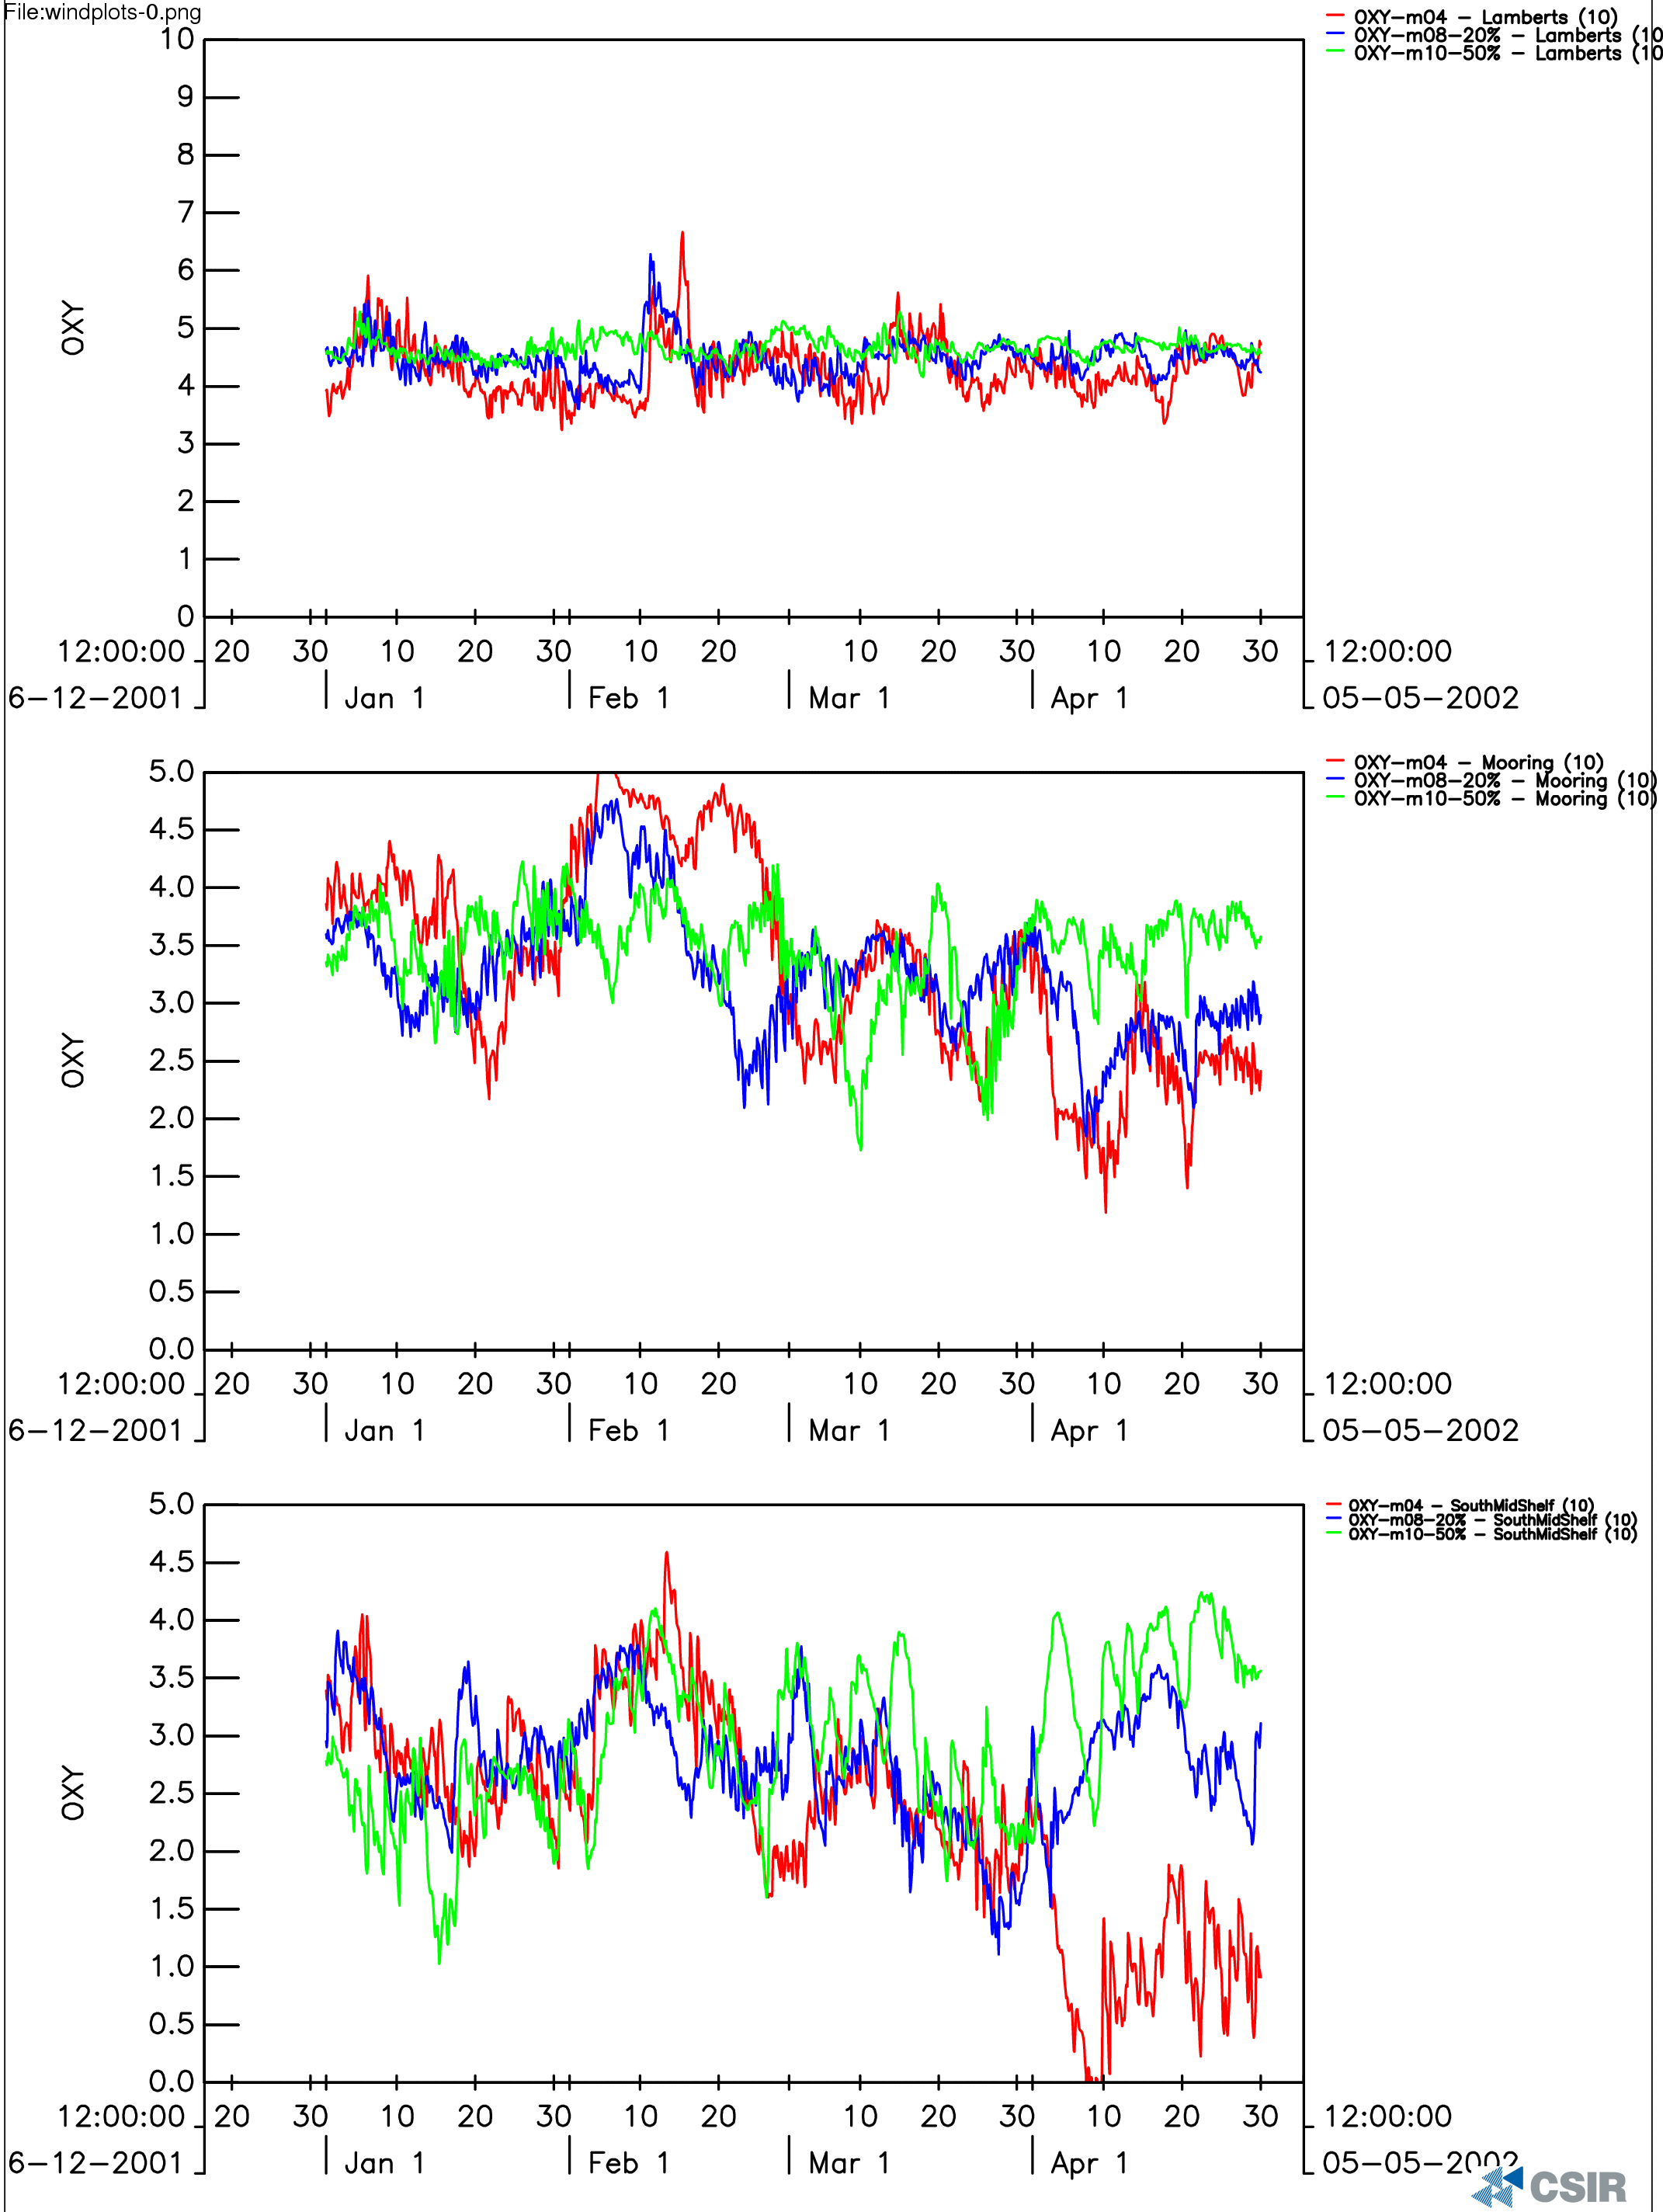 File:windplots-0.png
OXY-m04 - Lamberts (10)
OXY-m08-20% - Lamberts (10
OXY-m10-50% - Lamberts (10
10
9
8
7
6
5
4
3
2
1
0
OXY
12:00:00 20 30 10 20 30 10 20 10 20 30 10 20 30 12:00:00
6-12-2001 Jan 1 Feb 1 Mar 1 Apr 1 05-05-2002
OXY-m04 - Mooring (10)
OXY-m08-20% - Mooring (10)
OXY-m10-50% - Mooring (10)
5.0
4.5
4.0
3.5
3.0
2.5
2.0
1.5
1.0
0.5
0.0
OXY
12:00:00 20 30 10 20 30 10 20 10 20 30 10 20 30 12:00:00
6-12-2001 Jan 1 Feb 1 Mar 1 Apr 1 05-05-2002
OXY-m04 - SouthMidShelf (10)
OXY-m08-20% - SouthMidShelf (10)
OXY-m10-50% - SouthMidShelf (10)
5.0
4.5
4.0
3.5
3.0
2.5
2.0
1.5
1.0
0.5
0.0
OXY
12:00:00 20 30 10 20 30 10 20 10 20 30 10 20 30 12:00:00
6-12-2001 Jan 1 Feb 1 Mar 1 Apr 1 05-05-2002
CSIR